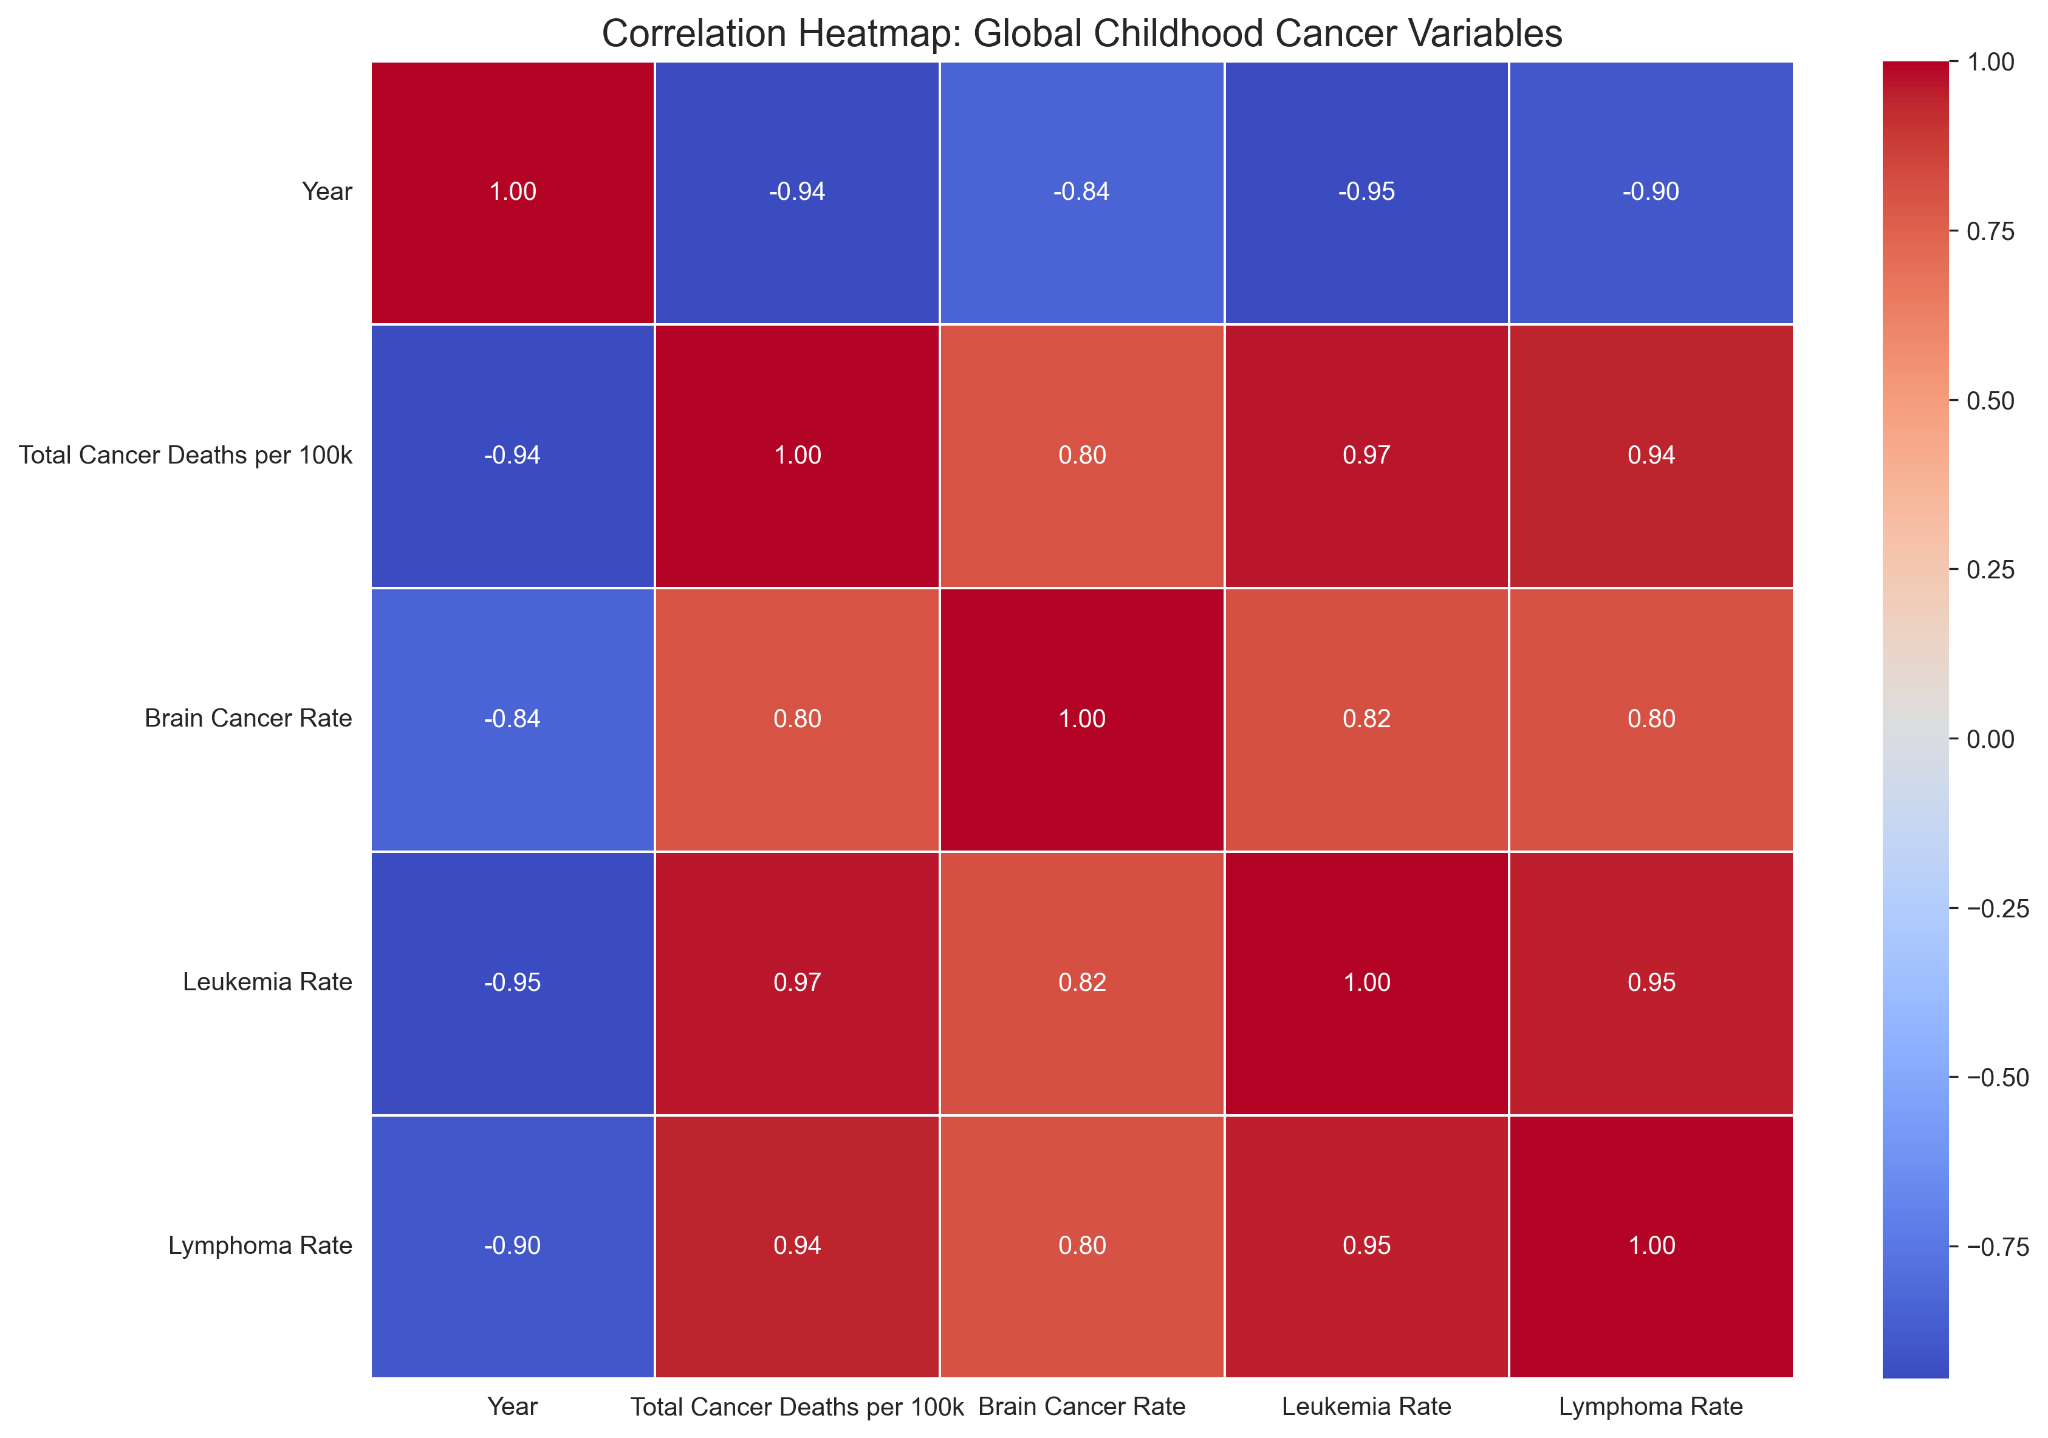 Correlation Heatmap: Global Childhood Cancer Variables
1.00
Year 1.00 -0.94 -0.84 -0.95 -0.90
0.75
Total Cancer Deaths per 100k -0.94 1.00 0.80 0.97 0.94
0.50
0.25
Brain Cancer Rate -0.84 0.80 1.00 0.82 0.80
0.00
−0.25
Leukemia Rate -0.95 0.97 0.82 1.00 0.95
−0.50
Lymphoma Rate -0.90 0.94 0.80 0.95 1.00
−0.75
Year Total Cancer Deaths per 100k Brain Cancer Rate Leukemia Rate Lymphoma Rate